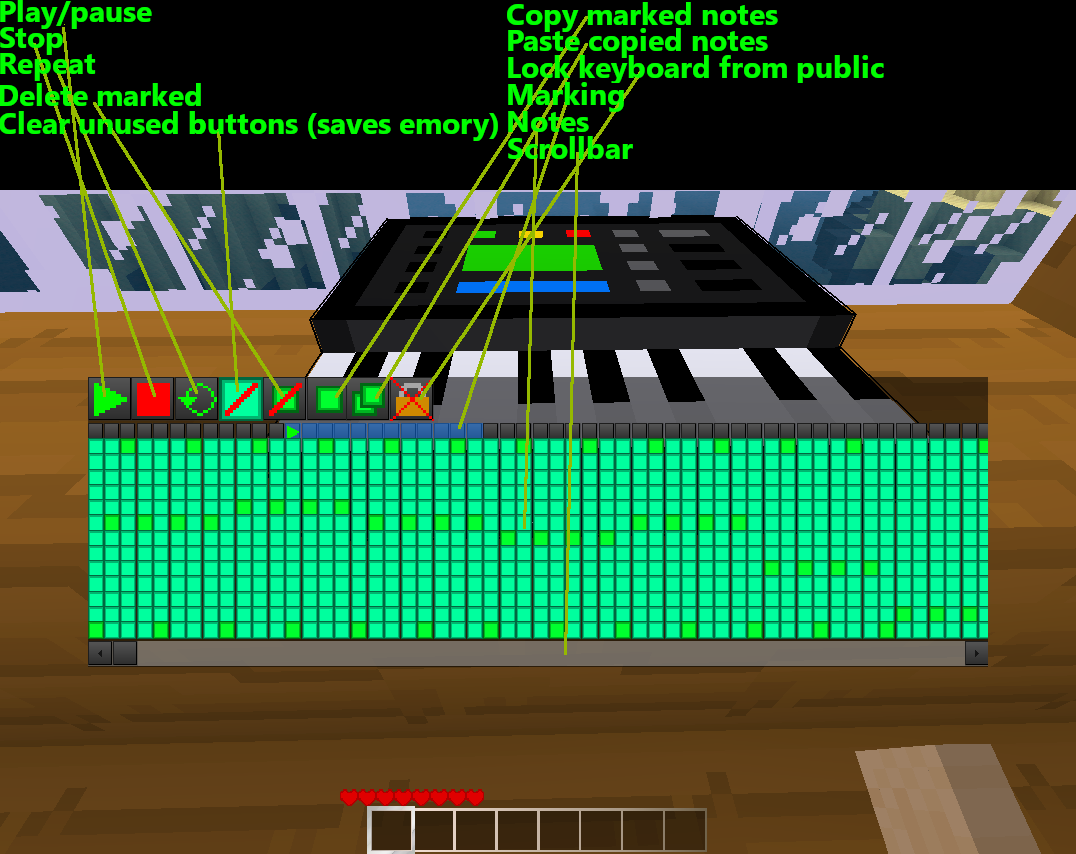 Play/pause
Stop
Repeat
Delete marked
Clear unused buttons (saves emory)
Copy marked notes
Paste copied notes
Lock keyboard from public
Marking
Notes
Scrollbar